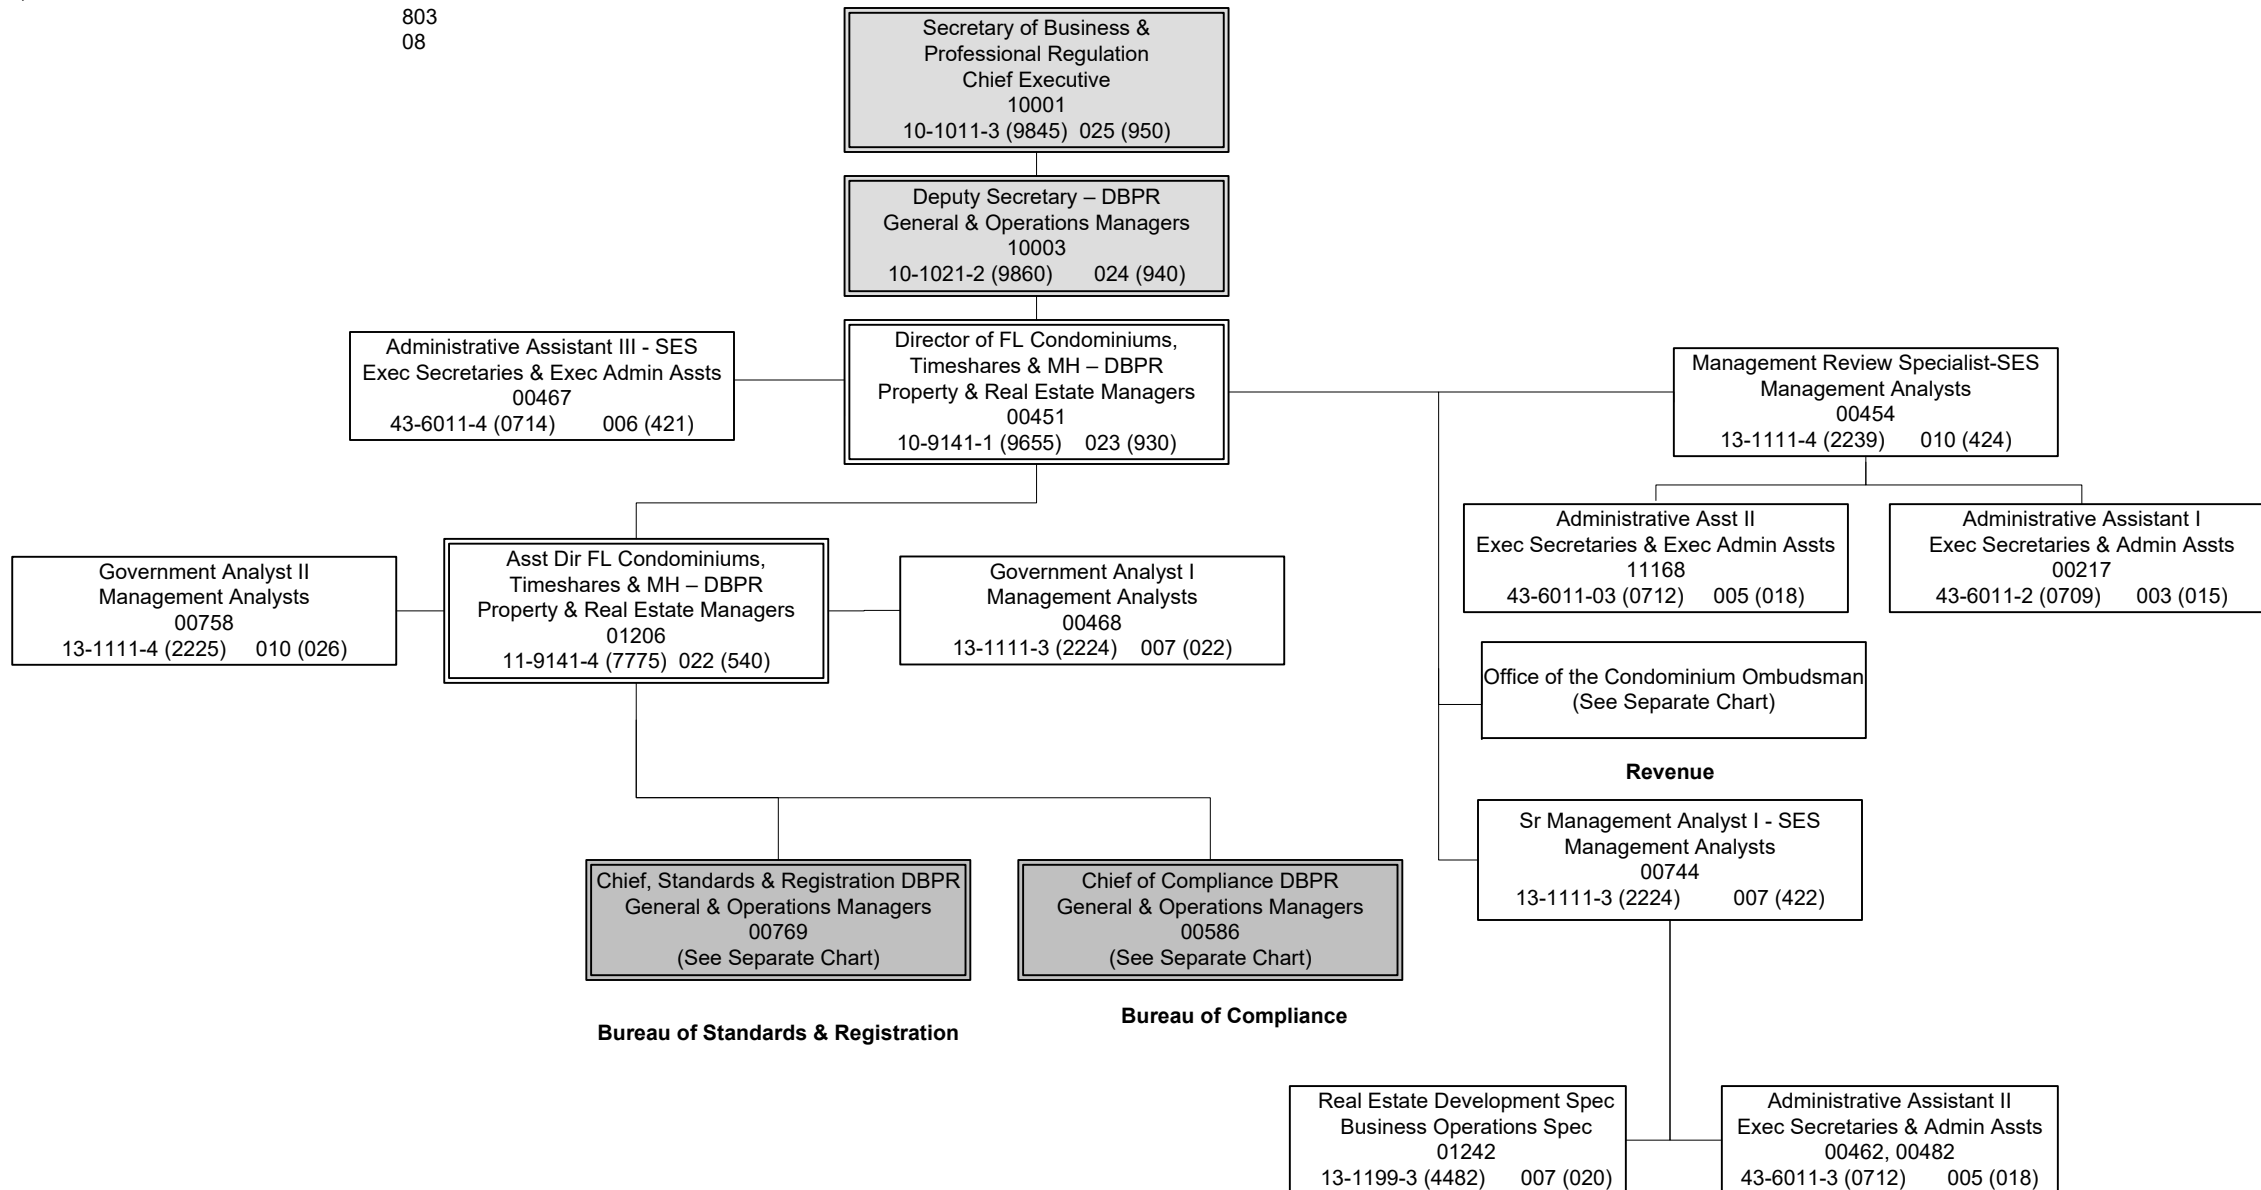 803
08
Secretary of Business &
Professional Regulation
Chief Executive
10001
10-1011-3 (9845) 025 (950)
Deputy Secretary – DBPR
General & Operations Managers
10003
10-1021-2 (9860) 024 (940)
Administrative Assistant III - SES
Exec Secretaries & Exec Admin Assts
00467
43-6011-4 (0714) 006 (421)
Director of FL Condominiums,
Timeshares & MH – DBPR
Property & Real Estate Managers
00451
10-9141-1 (9655) 023 (930)
Management Review Specialist-SES
Management Analysts
00454
13-1111-4 (2239) 010 (424)
Administrative Asst II
Exec Secretaries & Exec Admin Assts
11168
43-6011-03 (0712) 005 (018)
Administrative Assistant I
Exec Secretaries & Admin Assts
00217
43-6011-2 (0709) 003 (015)
Government Analyst II
Management Analysts
00758
13-1111-4 (2225) 010 (026)
Asst Dir FL Condominiums,
Timeshares & MH – DBPR
Property & Real Estate Managers
01206
11-9141-4 (7775) 022 (540)
Government Analyst I
Management Analysts
00468
13-1111-3 (2224) 007 (022)
Office of the Condominium Ombudsman
(See Separate Chart)
Revenue
Sr Management Analyst I - SES
Management Analysts
00744
13-1111-3 (2224) 007 (422)
Chief, Standards & Registration DBPR
General & Operations Managers
00769
(See Separate Chart)
Chief of Compliance DBPR
General & Operations Managers
00586
(See Separate Chart)
Bureau of Standards & Registration
Bureau of Compliance
Real Estate Development Spec
Business Operations Spec
01242
13-1199-3 (4482) 007 (020)
Administrative Assistant II
Exec Secretaries & Admin Assts
00462, 00482
43-6011-3 (0712) 005 (018)